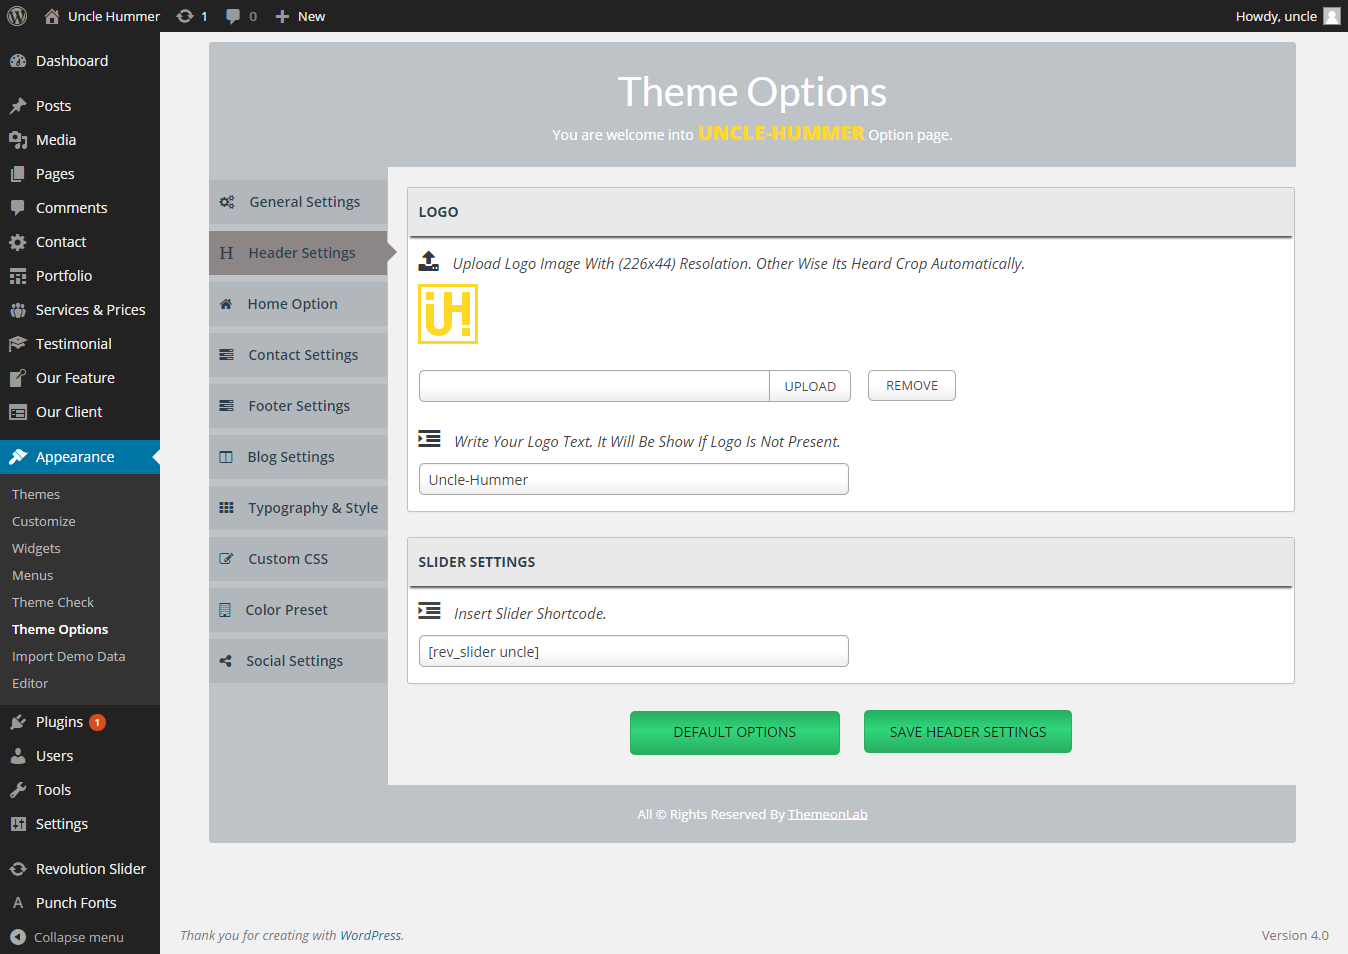 Uncle Hummer 1 0 New Howdy, uncle
Dashboard
Posts
Media
Pages
Comments
Contact
Portfolio
Services & Prices
Testimonial
Our Feature
Our Client
Appearance
Themes
Customize
Widgets
Menus
Theme Check
Theme Options
Import Demo Data
Editor
Plugins 1
Users
Tools
Settings
Revolution Slider
Punch Fonts
Collapse menu
Theme Options
You are welcome into UNCLE-HUMMER Option page.
General Settings
Header Settings
Home Option
Contact Settings
Footer Settings
Blog Settings
Typography & Style
Custom CSS
Color Preset
Social Settings
LOGO
Upload Logo Image With (226x44) Resolation. Other Wise Its Heard Crop Automatically.
UH!
UPLOAD REMOVE
Write Your Logo Text. It Will Be Show If Logo Is Not Present.
Uncle-Hummer
SLIDER SETTINGS
Insert Slider Shortcode.
[rev_slider uncle]
DEFAULT OPTIONS SAVE HEADER SETTINGS
All © Rights Reserved By ThemeonLab
Thank you for creating with WordPress. Version 4.0